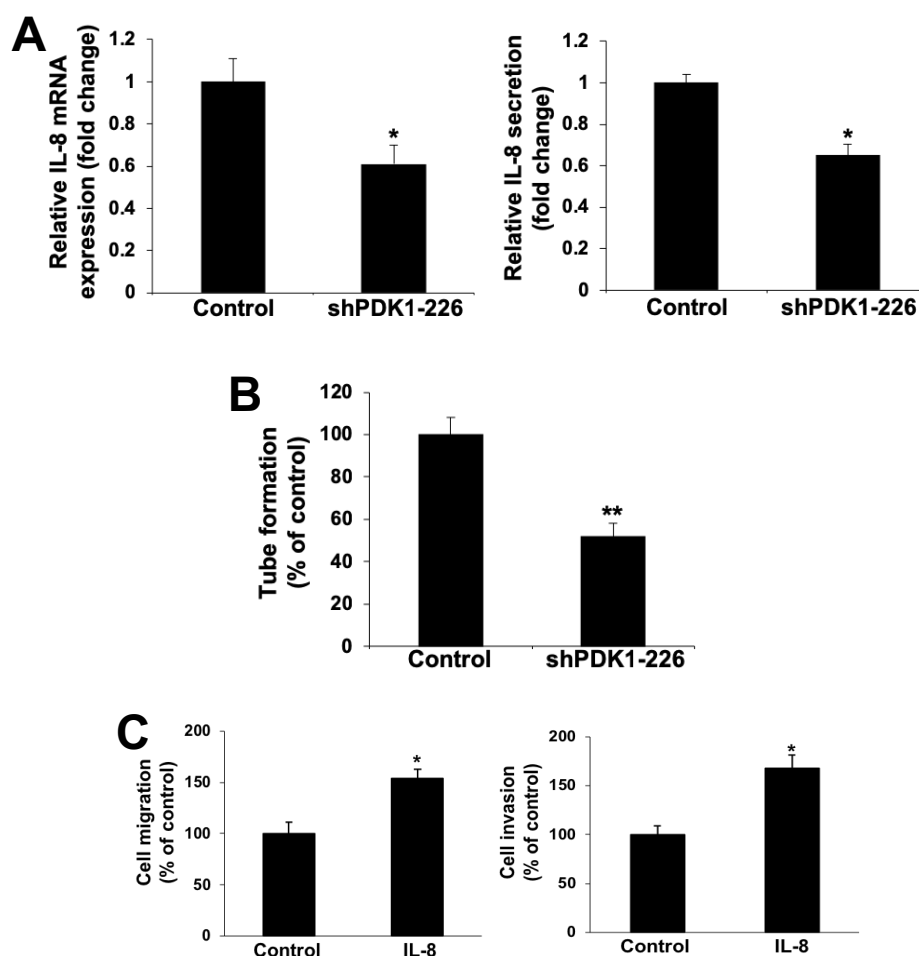 A
Relative IL-8 mRNA
expression (fold change)
1.2
1
0.8
0.6
0.4
0.2
0
*
Control
shPDK1-226
Relative IL-8 secretion
(fold change)
1.2
1
0.8
0.6
0.4
0.2
0
*
Control
shPDK1-226
B
Tube formation
(% of control)
120
100
80
60
40
20
0
**
Control
shPDK1-226
C
Cell migration
(% of control)
200
150
100
50
0
*
Control
IL-8
Cell invasion
(% of control)
200
150
100
50
0
*
Control
IL-8